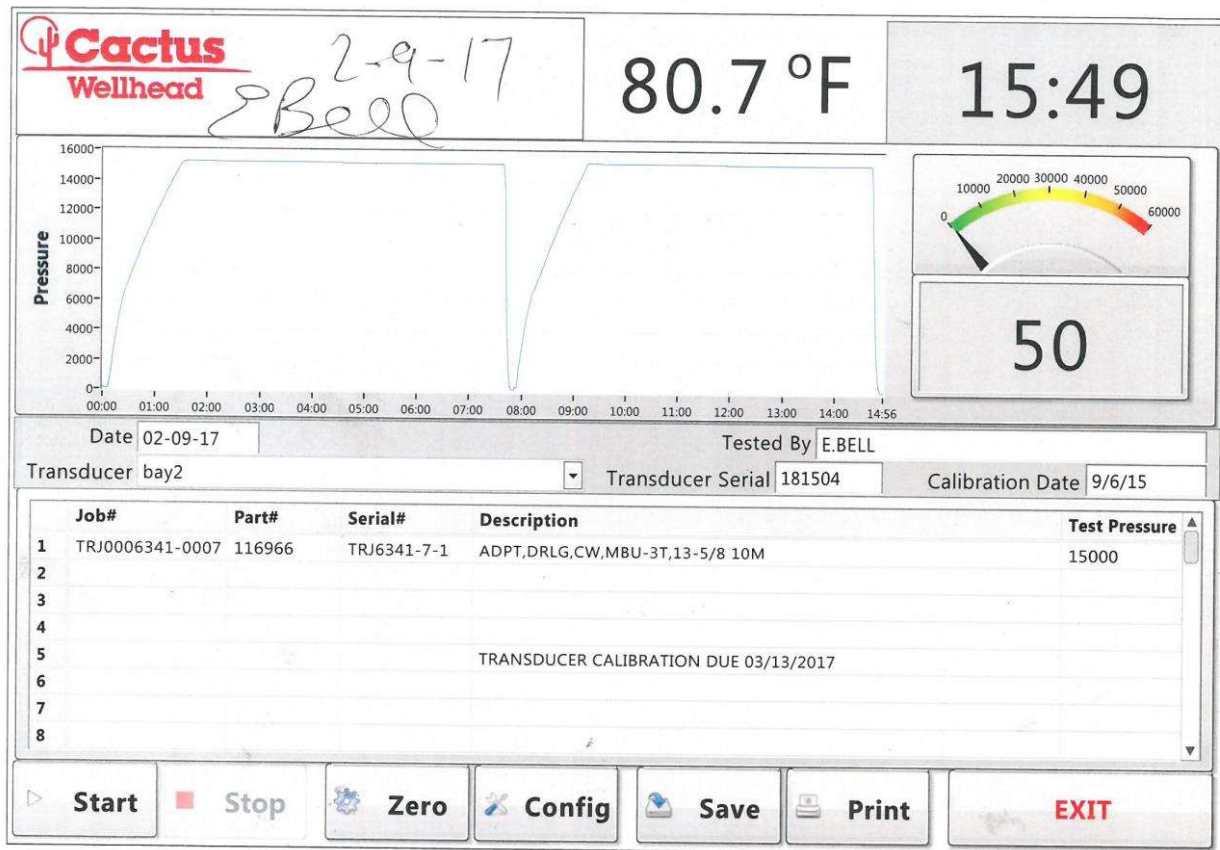 Cactus
Wellhead
2-9-17
EBell
80.7 °F
15:49
Pressure
16000
14000
12000
10000
8000
6000
4000
2000
0
00:00 01:00 02:00 03:00 04:00 05:00 06:00 07:00 08:00 09:00 10:00 11:00 12:00 13:00 14:00 14:56
0 10000 20000 30000 40000 50000 60000
50
Date 02-09-17 Tested By E.BELL
Transducer bay2 Transducer Serial 181504 Calibration Date 9/6/15
Job# Part# Serial# Description Test Pressure
1 TRJ0006341-0007 116966 TRJ6341-7-1 ADPT,DRLG,CW,MBU-3T,13-5/8 10M 15000
2
3
4
5 TRANSDUCER CALIBRATION DUE 03/13/2017
6
7
8
Start Stop Zero Config Save Print EXIT